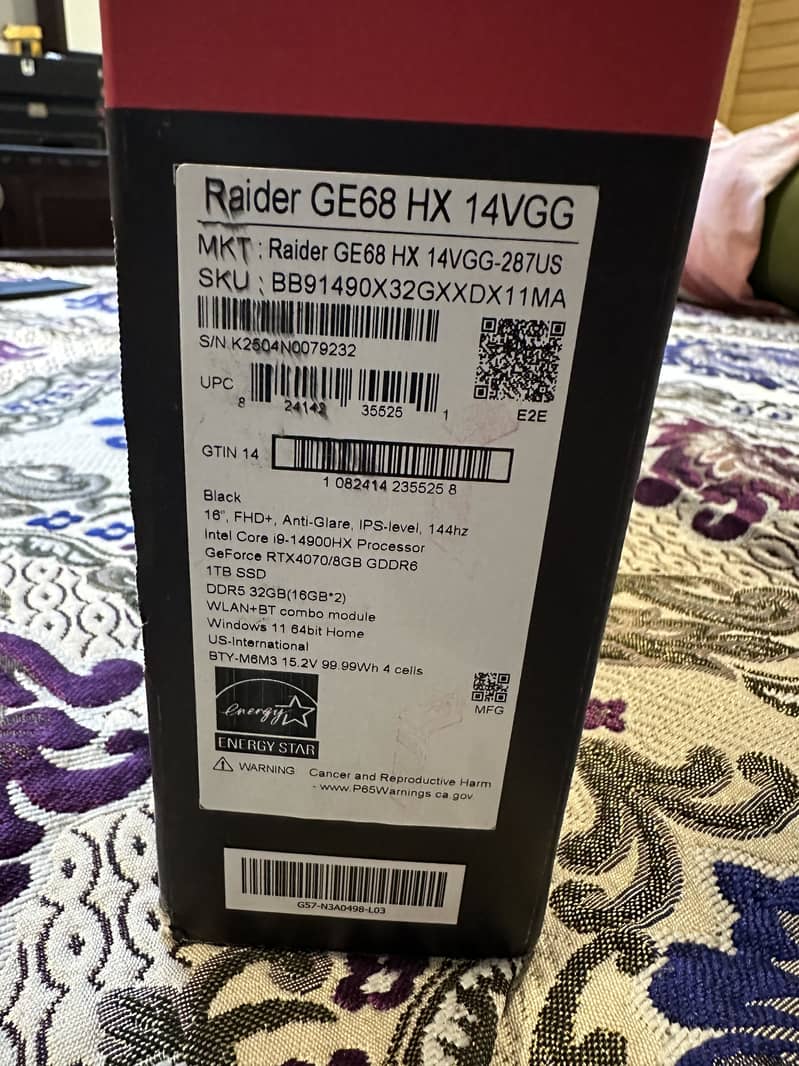 Raider GE68 HX 14VGG
MKT : Raider GE68 HX 14VGG-287US
SKU : BB91490X32GXXDX11MA
S/N K2504N0079232
E2E
UPC
8 24142 35525 1
GTIN 14
1 082414 235525 8
Black
16", FHD+, Anti-Glare, IPS-level, 144hz
Intel Core i9-14900HX Processor
GeForce RTX4070/8GB GDDR6
1TB SSD
DDR5 32GB(16GB*2)
WLAN+BT combo module
Windows 11 64bit Home
US-International
BTY-M6M3 15.2V 99.99Wh 4 cells
MFG
energy
ENERGY STAR
WARNING Cancer and Reproductive Harm
- www.P65Warnings.ca.gov
G57-N3A0498-L03